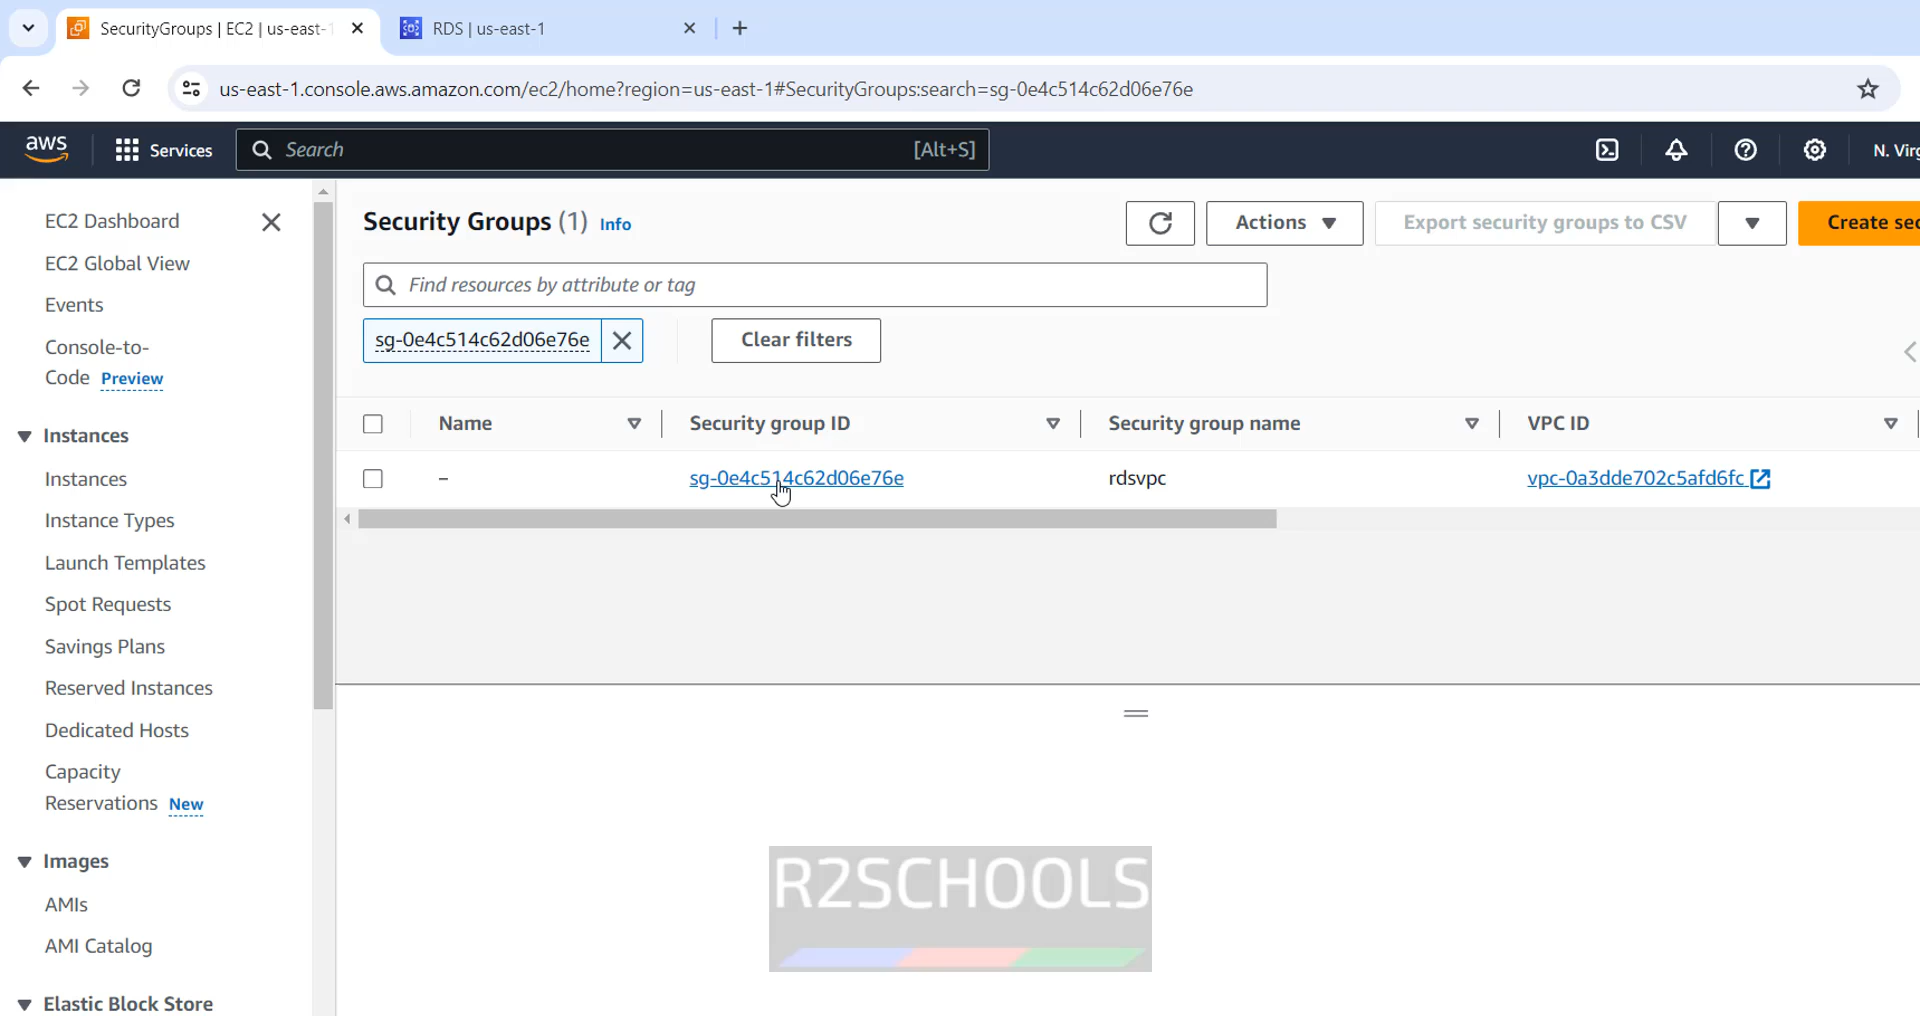 SecurityGroups | EC2 | us-east-1
RDS | us-east-1
us-east-1.console.aws.amazon.com/ec2/home?region=us-east-1#SecurityGroups:search=sg-0e4c514c62d06e76e
aws
Services
Search
[Alt+S]
N. Virg
EC2 Dashboard
EC2 Global View
Events
Console-to-
Code Preview
Instances
Instances
Instance Types
Launch Templates
Spot Requests
Savings Plans
Reserved Instances
Dedicated Hosts
Capacity
Reservations New
Images
AMIs
AMI Catalog
Elastic Block Store
Security Groups (1) Info
Actions
Export security groups to CSV
Create sec
Find resources by attribute or tag
sg-0e4c514c62d06e76e
Clear filters
Name
Security group ID
Security group name
VPC ID
–
sg-0e4c514c62d06e76e
rdsvpc
vpc-0a3dde702c5afd6fc
R2SCHOOLS